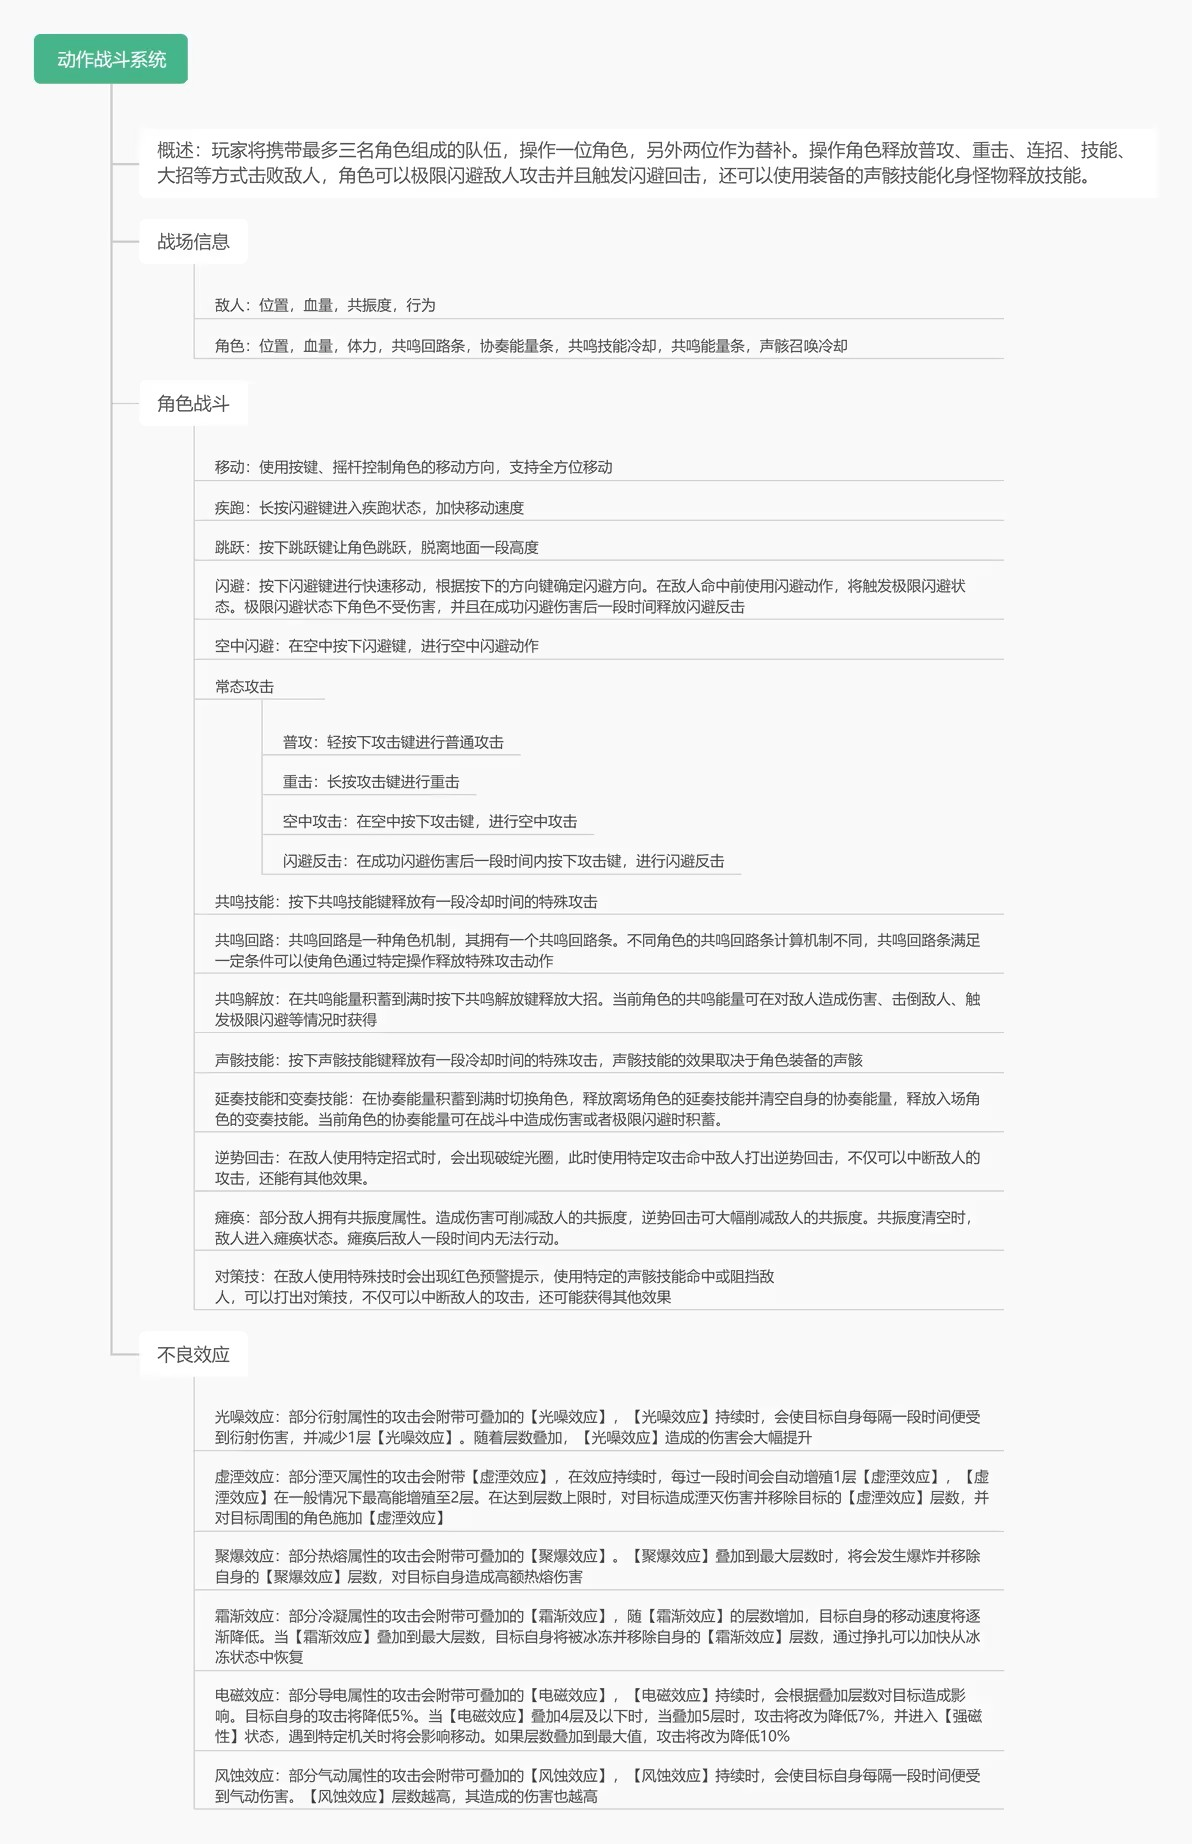 动作战斗系统
概述：玩家将携带最多三名角色组成的队伍，操作一位角色，另外两位作为替补。操作角色释放普攻、重击、连招、技能、
大招等方式击败敌人，角色可以极限闪避敌人攻击并且触发闪避回击，还可以使用装备的声骸技能化身怪物释放技能。
战场信息
敌人：位置，血量，共振度，行为
角色：位置，血量，体力，共鸣回路条，协奏能量条，共鸣技能冷却，共鸣能量条，声骸召唤冷却
角色战斗
移动：使用按键、摇杆控制角色的移动方向，支持全方位移动
疾跑：长按闪避键进入疾跑状态，加快移动速度
跳跃：按下跳跃键让角色跳跃，脱离地面一段高度
闪避：按下闪避键进行快速移动，根据按下的方向键确定闪避方向。在敌人命中前使用闪避动作，将触发极限闪避状
态。极限闪避状态下角色不受伤害，并且在成功闪避伤害后一段时间释放闪避反击
空中闪避：在空中按下闪避键，进行空中闪避动作
常态攻击
普攻：轻按下攻击键进行普通攻击
重击：长按攻击键进行重击
空中攻击：在空中按下攻击键，进行空中攻击
闪避反击：在成功闪避伤害后一段时间内按下攻击键，进行闪避反击
共鸣技能：按下共鸣技能键释放有一段冷却时间的特殊攻击
共鸣回路：共鸣回路是一种角色机制，其拥有一个共鸣回路条。不同角色的共鸣回路条计算机制不同，共鸣回路条满足
一定条件可以使角色通过特定操作释放特殊攻击动作
共鸣解放：在共鸣能量积蓄到满时按下共鸣解放键释放大招。当前角色的共鸣能量可在对敌人造成伤害、击倒敌人、触
发极限闪避等情况时获得
声骸技能：按下声骸技能键释放有一段冷却时间的特殊攻击，声骸技能的效果取决于角色装备的声骸
延奏技能和变奏技能：在协奏能量积蓄到满时切换角色，释放离场角色的延奏技能并清空自身的协奏能量，释放入场角
色的变奏技能。当前角色的协奏能量可在战斗中造成伤害或者极限闪避时积蓄。
逆势回击：在敌人使用特定招式时，会出现破绽光圈，此时使用特定攻击命中敌人打出逆势回击，不仅可以中断敌人的
攻击，还能有其他效果。
瘫痪：部分敌人拥有共振度属性。造成伤害可削减敌人的共振度，逆势回击可大幅削减敌人的共振度。共振度清空时，
敌人进入瘫痪状态。瘫痪后敌人一段时间内无法行动。
对策技：在敌人使用特殊技时会出现红色预警提示，使用特定的声骸技能命中或阻挡敌
人，可以打出对策技，不仅可以中断敌人的攻击，还可能获得其他效果
不良效应
光噪效应：部分衍射属性的攻击会附带可叠加的【光噪效应】，【光噪效应】持续时，会使目标自身每隔一段时间便受
到衍射伤害，并减少1层【光噪效应】。随着层数叠加，【光噪效应】造成的伤害会大幅提升
虚湮效应：部分湮灭属性的攻击会附带【虚湮效应】，在效应持续时，每过一段时间会自动增殖1层【虚湮效应】，【虚
湮效应】在一般情况下最高能增殖至2层。在达到层数上限时，对目标造成湮灭伤害并移除目标的【虚湮效应】层数，并
对目标周围的角色施加【虚湮效应】
聚爆效应：部分热熔属性的攻击会附带可叠加的【聚爆效应】。【聚爆效应】叠加到最大层数时，将会发生爆炸并移除
自身的【聚爆效应】层数，对目标自身造成高额热熔伤害
霜渐效应：部分冷凝属性的攻击会附带可叠加的【霜渐效应】，随【霜渐效应】的层数增加，目标自身的移动速度将逐
渐降低。当【霜渐效应】叠加到最大层数，目标自身将被冰冻并移除自身的【霜渐效应】层数，通过挣扎可以加快从冰
冻状态中恢复
电磁效应：部分导电属性的攻击会附带可叠加的【电磁效应】，【电磁效应】持续时，会根据叠加层数对目标造成影
响。目标自身的攻击将降低5%。当【电磁效应】叠加4层及以下时，当叠加5层时，攻击将改为降低7%，并进入【强磁
性】状态，遇到特定机关时将会影响移动。如果层数叠加到最大值，攻击将改为降低10%
风蚀效应：部分气动属性的攻击会附带可叠加的【风蚀效应】，【风蚀效应】持续时，会使目标自身每隔一段时间便受
到气动伤害。【风蚀效应】层数越高，其造成的伤害也越高